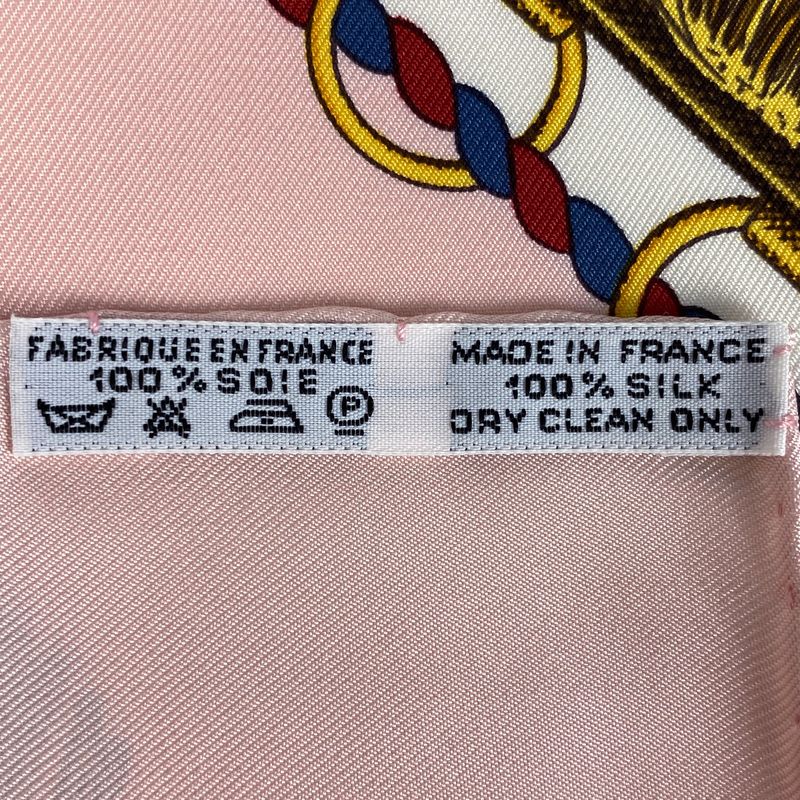 FABRIQUE EN FRANCE
100% SOIE
P
MADE IN FRANCE
100% SILK
DRY CLEAN ONLY